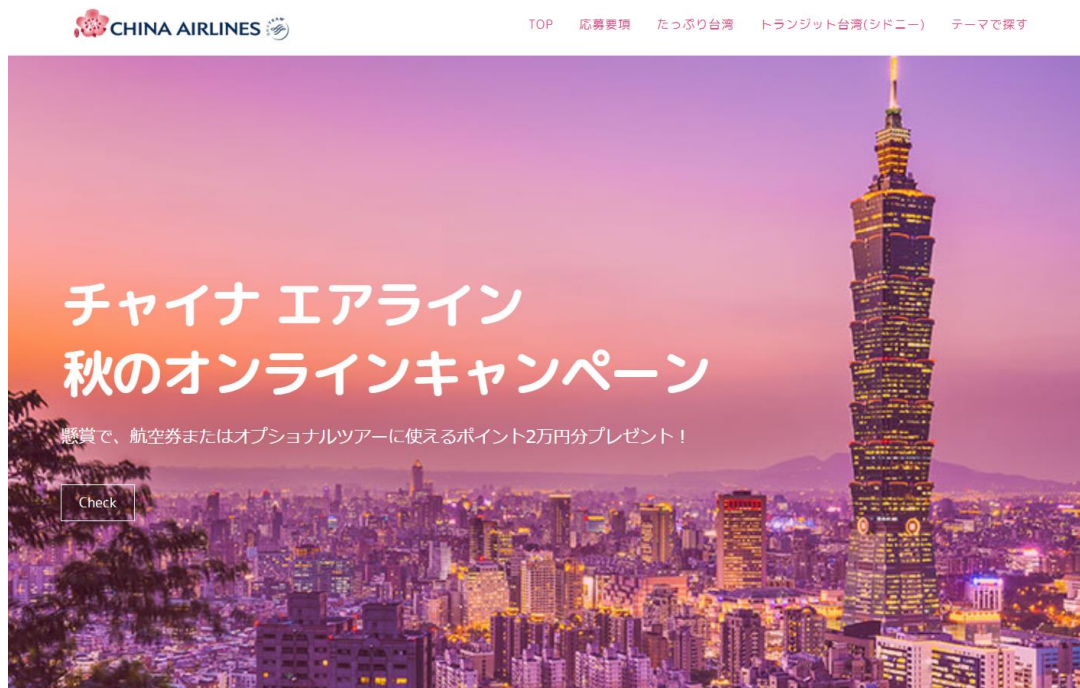 CHINA AIRLINES
TOP 応募要項 たっぷり台湾 トランジット台湾(シドニー) テーマで探す
チャイナ エアライン
秋のオンラインキャンペーン
懸賞で、航空券またはオプショナルツアーに使えるポイント2万円分プレゼント！
Check